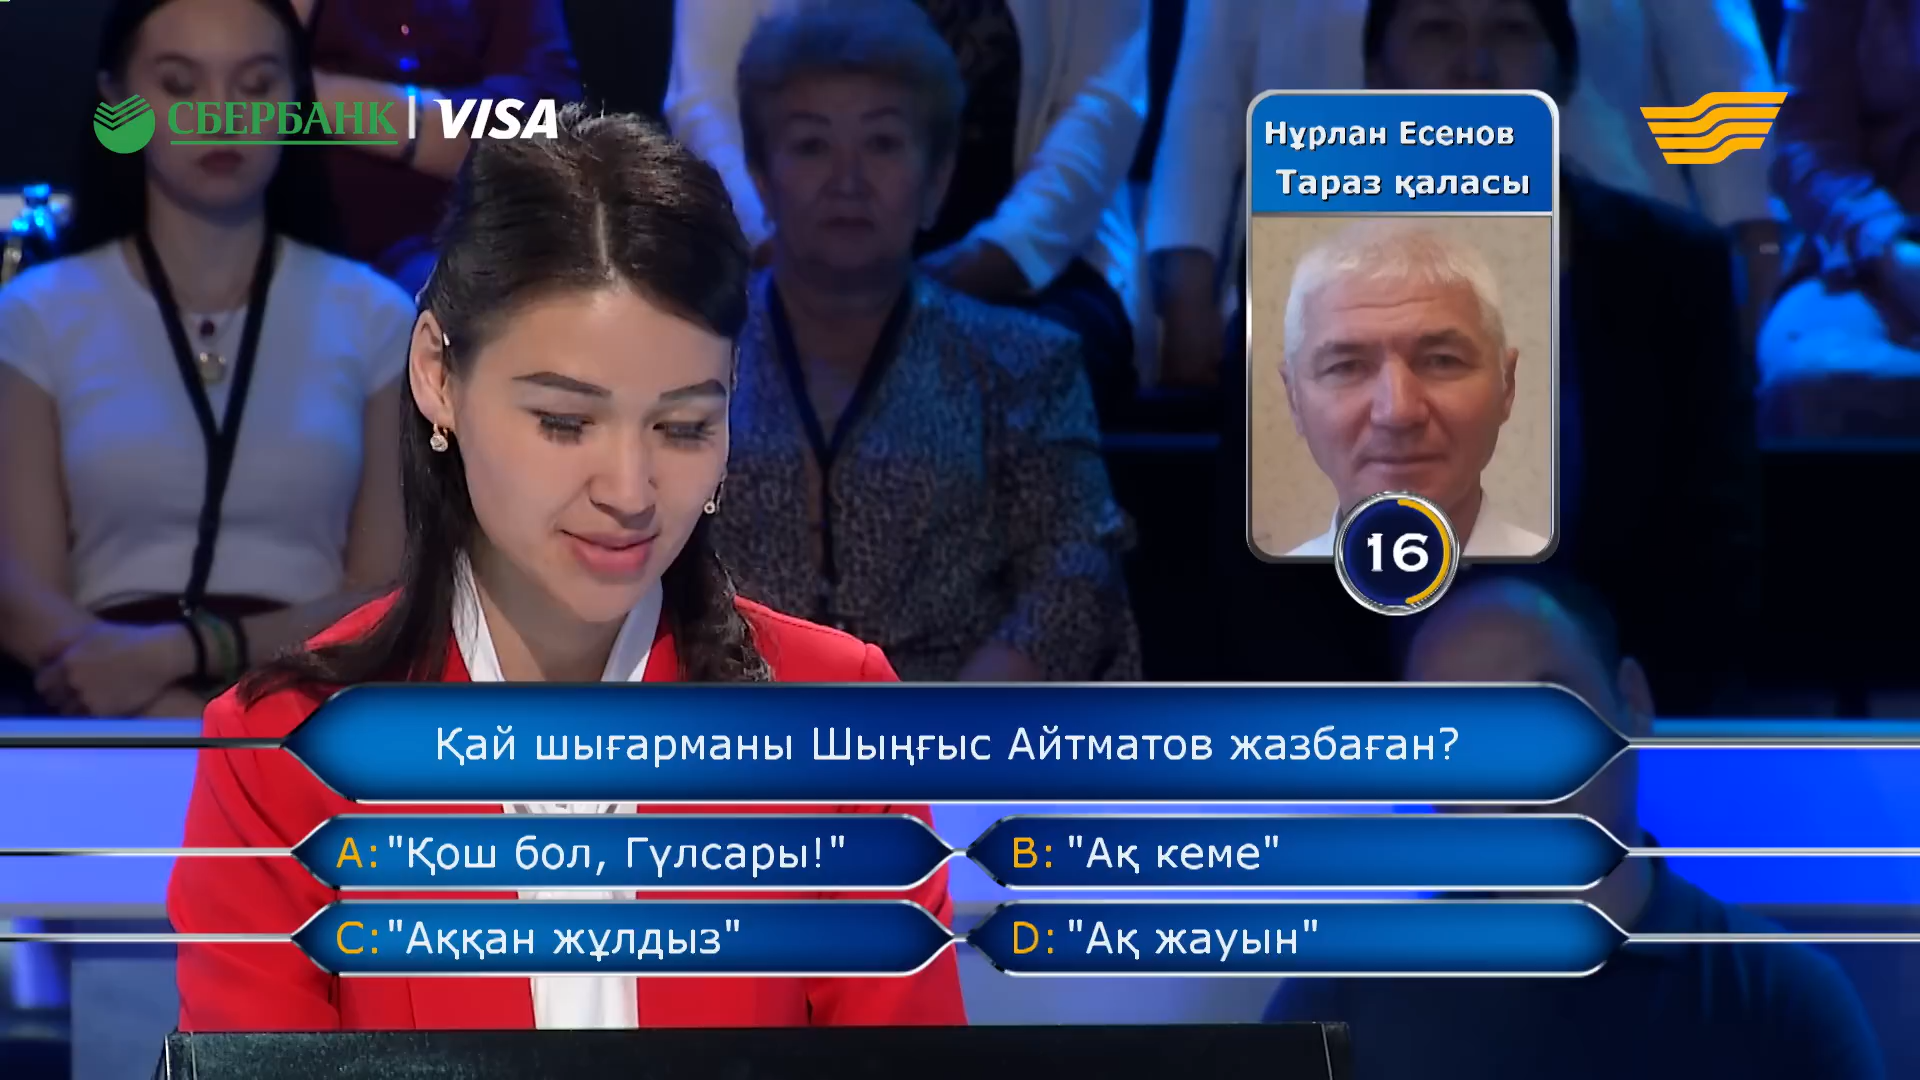 СБЕРБАНК | VISA
Нұрлан Есенов
Тараз қаласы
16
Қай шығарманы Шыңғыс Айтматов жазбаған?
A: "Қош бол, Гүлсары!"
B: "Ақ кеме"
C: "Аққан жұлдыз"
D: "Ақ жауын"